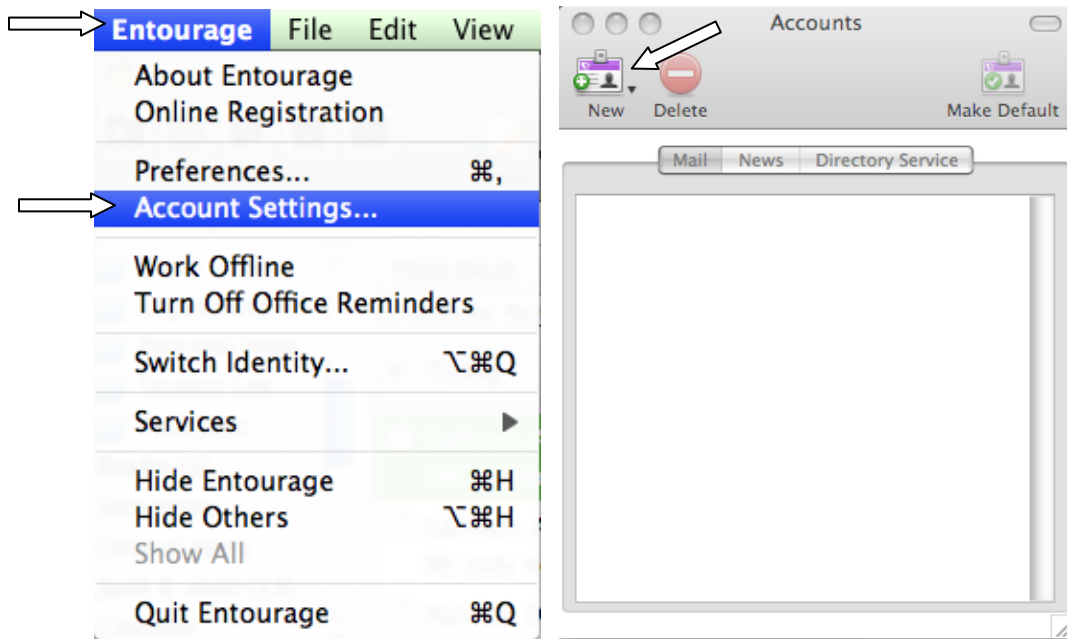 Entourage File Edit View
About Entourage
Online Registration
Preferences... ⌘,
Account Settings...
Work Offline
Turn Off Office Reminders
Switch Identity... ⌥⌘Q
Services
Hide Entourage ⌘H
Hide Others ⌥⌘H
Show All
Quit Entourage ⌘Q
Accounts
New Delete Make Default
Mail News Directory Service